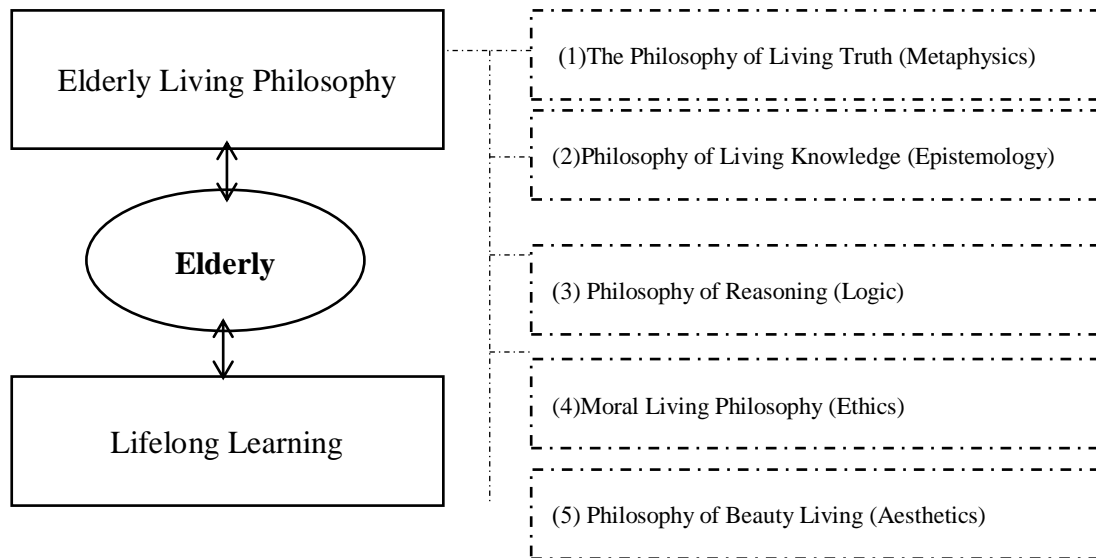 Elderly Living Philosophy
Elderly
Lifelong Learning
(1)The Philosophy of Living Truth (Metaphysics)
(2)Philosophy of Living Knowledge (Epistemology)
(3) Philosophy of Reasoning (Logic)
(4)Moral Living Philosophy (Ethics)
(5) Philosophy of Beauty Living (Aesthetics)